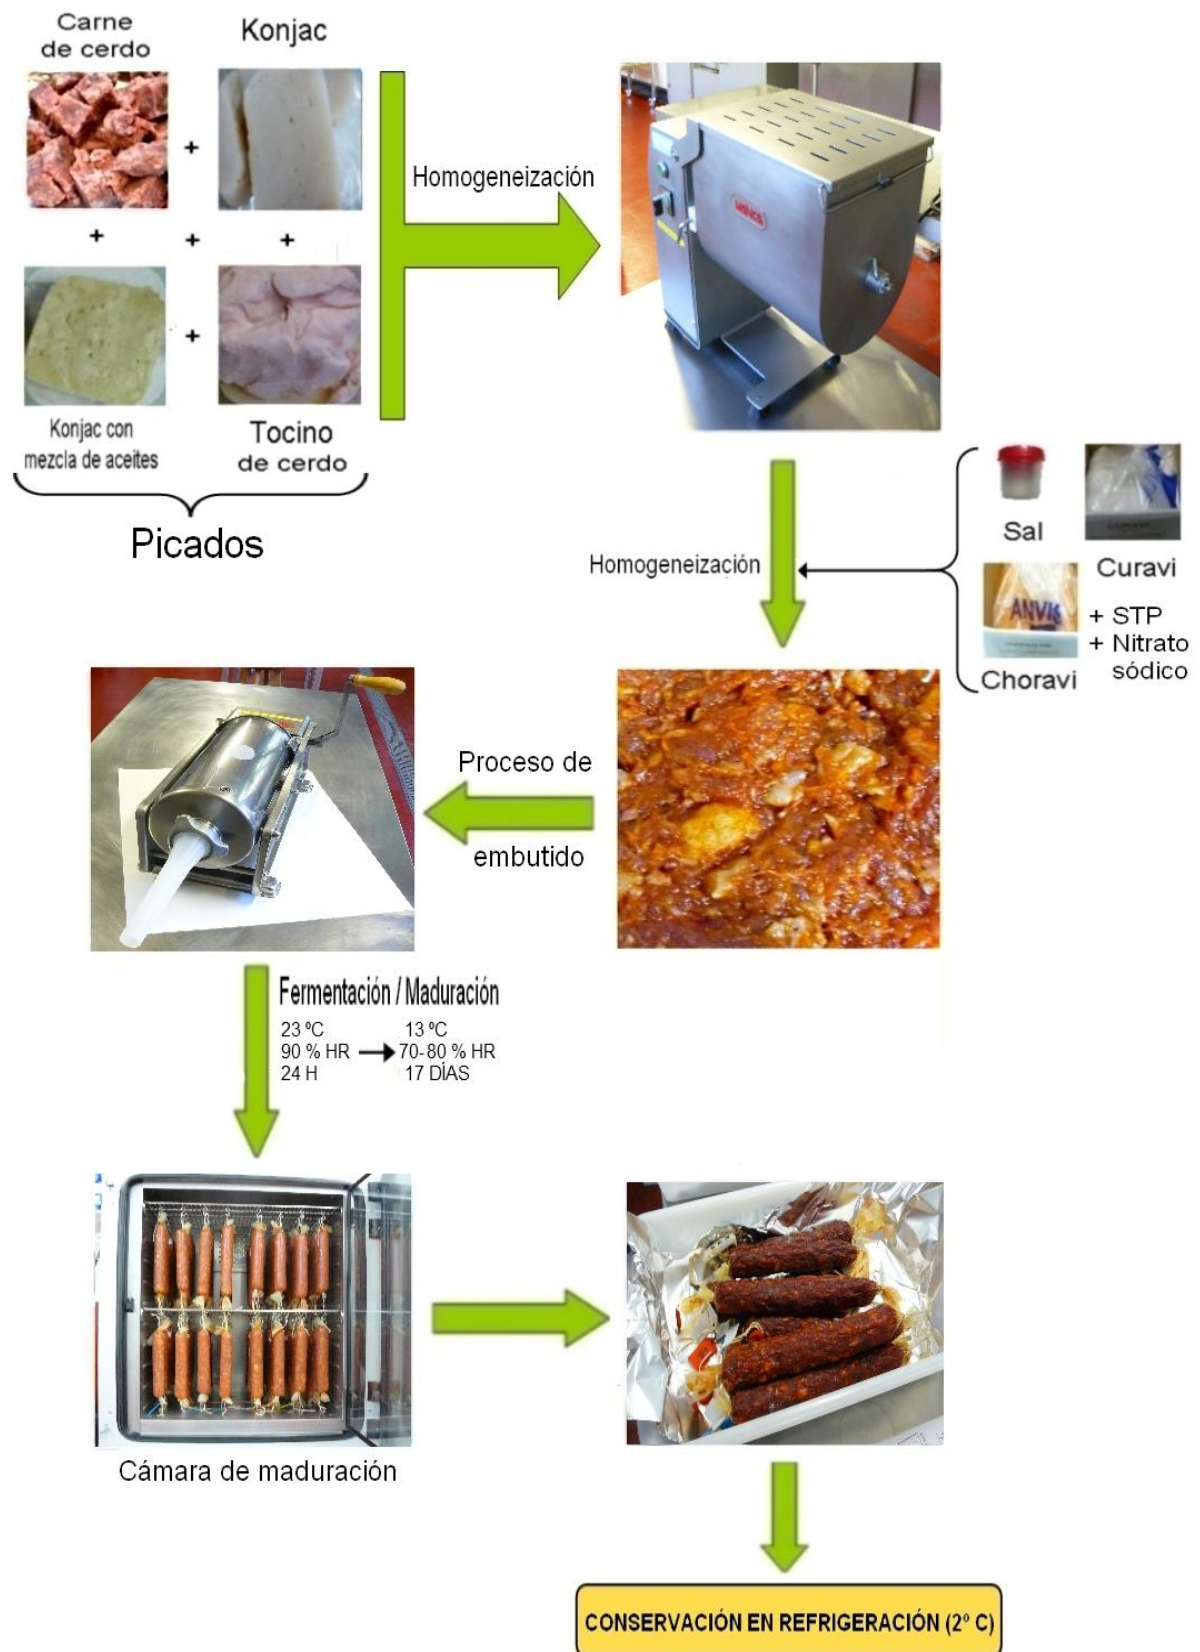 Carne
de cerdo
Konjac
+
+
+
+
+
Konjac con
mezcla de aceites
Tocino
de cerdo
Picados
Homogeneización
Homogeneización
Sal
Curavi
ANVIS
Choravi
+ STP
+ Nitrato
sódico
Proceso de
embutido
Fermentación / Maduración
23 ºC
90 % HR
24 H
13 ºC
70-80 % HR
17 DÍAS
Cámara de maduración
CONSERVACIÓN EN REFRIGERACIÓN (2º C)